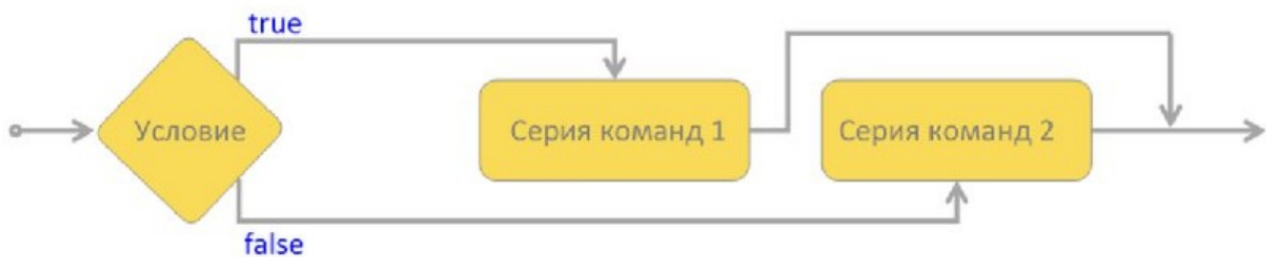 true
Условие
Серия команд 1
Серия команд 2
false